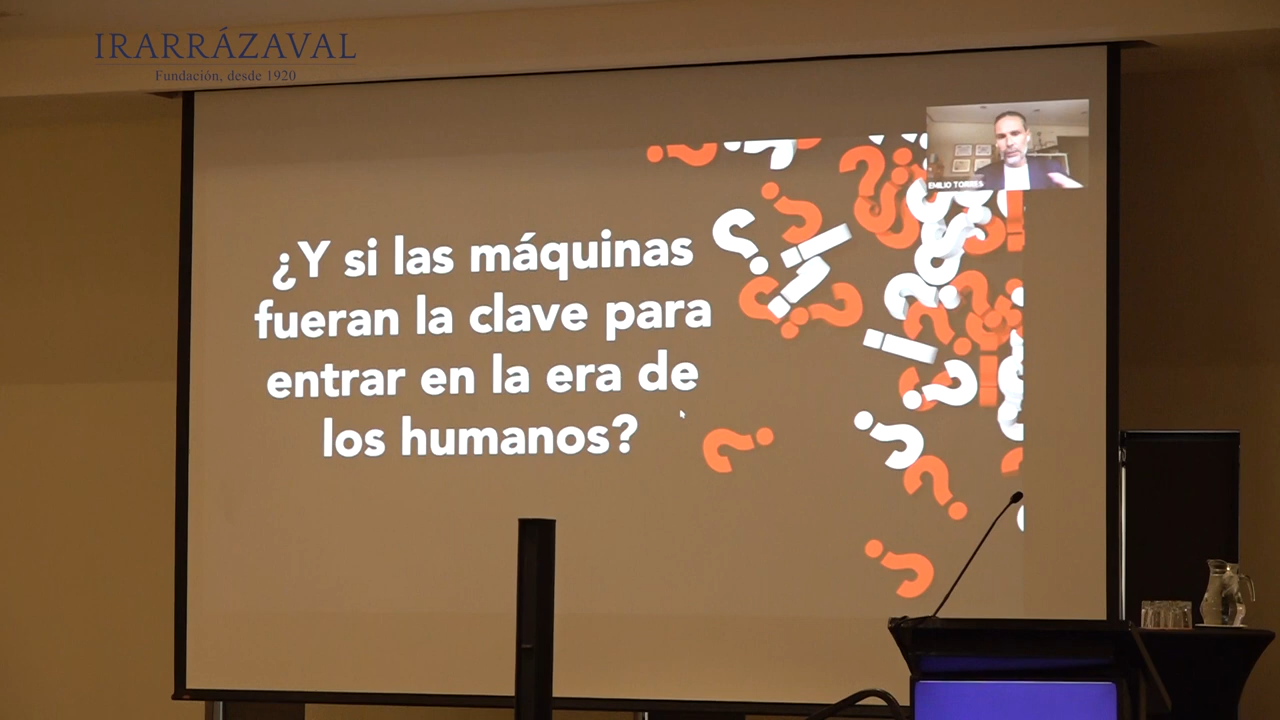 IRARRÁZAVAL
Fundación, desde 1920
EMILIO TORRES
¿Y si las máquinas
fueran la clave para
entrar en la era de
los humanos?